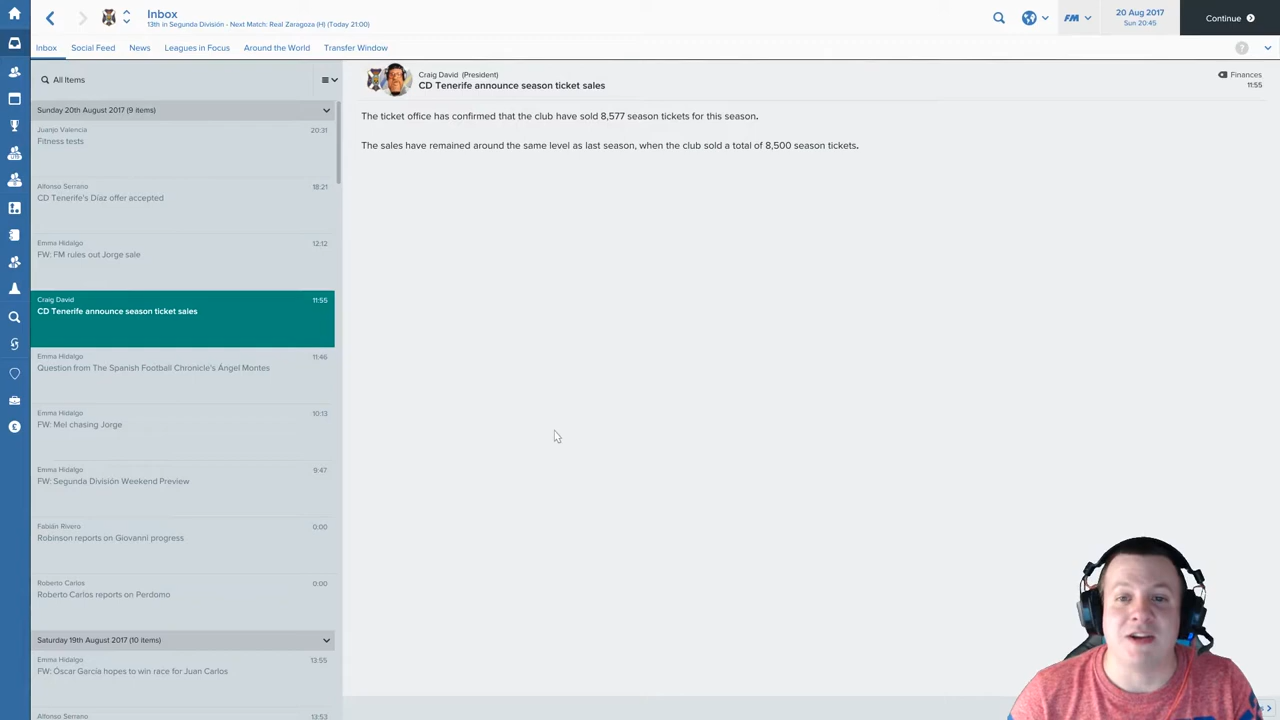 Inbox
13th in Segunda División - Next Match: Real Zaragoza (H) (Today 21:00)
FM
20 Aug 2017
Sun 20:45
Continue
Inbox
Social Feed
News
Leagues in Focus
Around the World
Transfer Window
?
All Items
Sunday 20th August 2017 (9 items)
Juanjo Valencia
20:31
Fitness tests
Alfonso Serrano
18:21
CD Tenerife's Díaz offer accepted
Emma Hidalgo
12:12
FW: FM rules out Jorge sale
Craig David
11:55
CD Tenerife announce season ticket sales
Emma Hidalgo
11:46
Question from The Spanish Football Chronicle's Ángel Montes
Emma Hidalgo
10:13
FW: Mel chasing Jorge
Emma Hidalgo
9:47
FW: Segunda División Weekend Preview
Fabián Rivero
0:00
Robinson reports on Giovanni progress
Roberto Carlos
0:00
Roberto Carlos reports on Perdomo
Saturday 19th August 2017 (10 items)
Emma Hidalgo
13:55
FW: Óscar García hopes to win race for Juan Carlos
Alfonso Serrano
13:53
Craig David (President)
CD Tenerife announce season ticket sales
Finances
11:55
The ticket office has confirmed that the club have sold 8,577 season tickets for this season.
The sales have remained around the same level as last season, when the club sold a total of 8,500 season tickets.